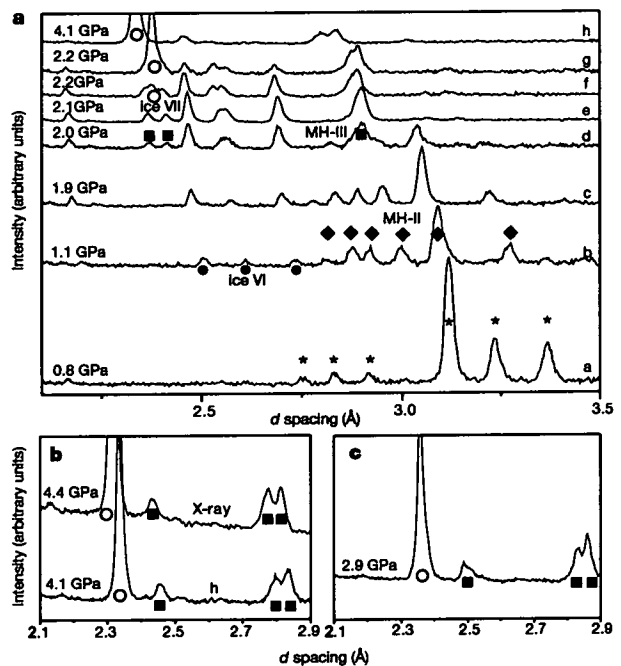 a
4.1 GPa
h
2.2 GPa
g
2.2GPa
f
ice VII
2.1 GPa
e
2.0 GPa
MH-III
d
1.9 GPa
c
MH-II
1.1 GPa
b
ice VI
0.8 GPa
a
Intensity (arbitrary units)
2.5 3.0 3.5
d spacing (Å)
b
4.4 GPa
X-ray
4.1 GPa
h
Intensity (arbitrary units)
2.1 2.3 2.5 2.7 2.9
c
2.9 GPa
2.1 2.3 2.5 2.7 2.9
d spacing (Å)